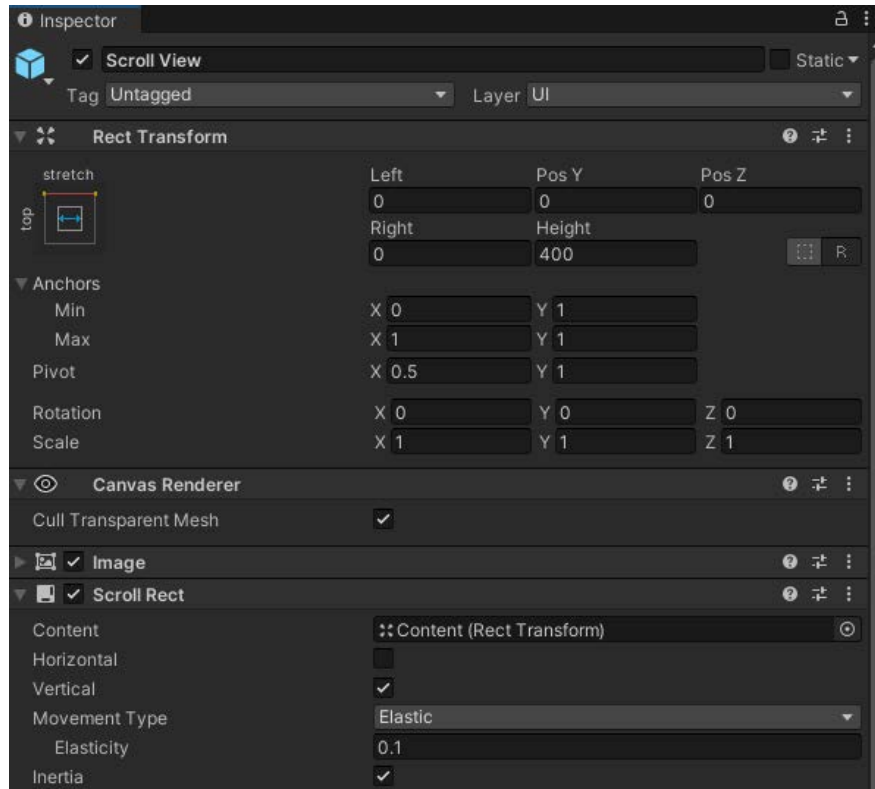 Inspector
Scroll View
Static
Tag Untagged Layer UI
Rect Transform
stretch
top
Left Pos Y Pos Z
0 0 0
Right Height
0 400
R
Anchors
Min X 0 Y 1
Max X 1 Y 1
Pivot X 0.5 Y 1
Rotation X 0 Y 0 Z 0
Scale X 1 Y 1 Z 1
Canvas Renderer
Cull Transparent Mesh
Image
Scroll Rect
Content Content (Rect Transform)
Horizontal
Vertical
Movement Type Elastic
Elasticity 0.1
Inertia